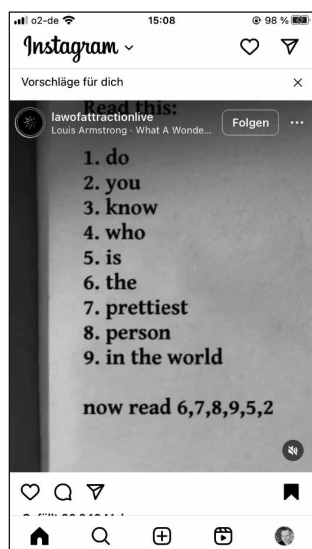 o2-de 15:08 98 %
Instagram
Vorschläge für dich
Read this:
lawofattractionlive
Louis Armstrong · What A Wonde...
Folgen
1. do
2. you
3. know
4. who
5. is
6. the
7. prettiest
8. person
9. in the world
now read 6,7,8,9,5,2